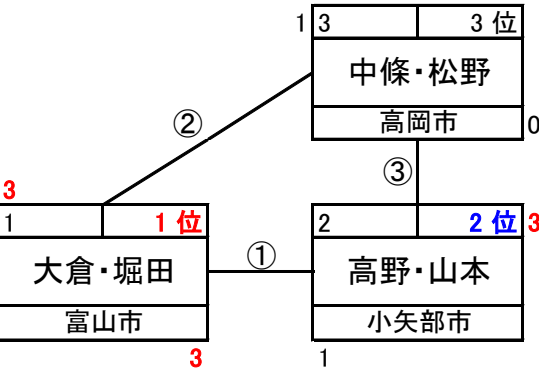 1 3 3 位
中條・松野
高岡市 0
②
③
3
1 1 位
大倉・堀田
富山市
3
①
2 2 位 3
高野・山本
小矢部市
1